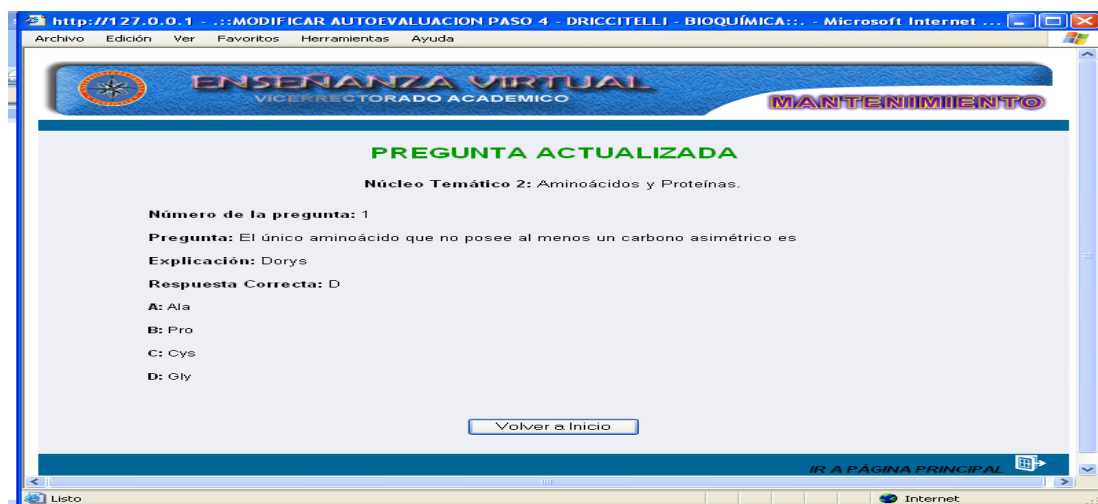 http://127.0.0.1 - ..::MODIFICAR AUTOEVALUACION PASO 4 - DRICCITELLI - BIOQUÍMICA::. - Microsoft Internet ...
Archivo Edición Ver Favoritos Herramientas Ayuda
ENSEÑANZA VIRTUAL
VICERRECTORADO ACADEMICO
MANTENIMIENTO
PREGUNTA ACTUALIZADA
Núcleo Temático 2: Aminoácidos y Proteínas.
Número de la pregunta: 1
Pregunta: El único aminoácido que no posee al menos un carbono asimétrico es
Explicación: Dorys
Respuesta Correcta: D
A: Ala
B: Pro
C: Cys
D: Gly
Volver a Inicio
IR A PÁGINA PRINCIPAL
Listo Internet